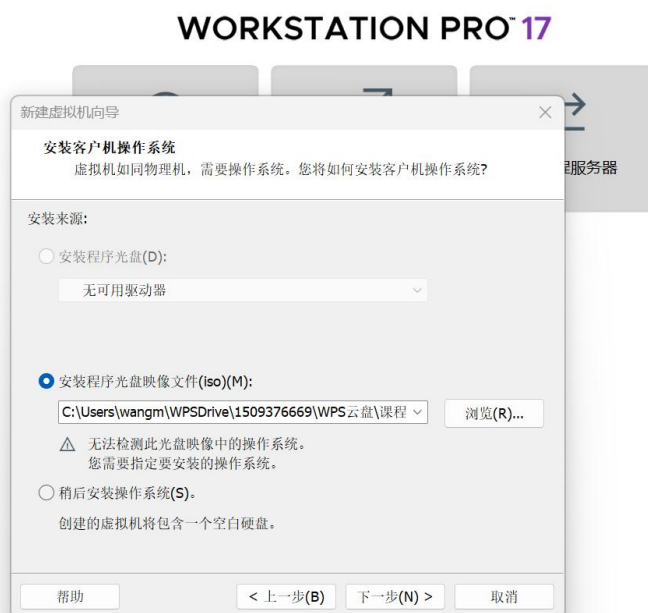 WORKSTATION PRO™ 17
新建虚拟机向导
程服务器
安装客户机操作系统
虚拟机如同物理机，需要操作系统。您将如何安装客户机操作系统?
安装来源:
安装程序光盘(D):
无可用驱动器
安装程序光盘映像文件(iso)(M):
C:\Users\wangm\WPSDrive\1509376669\WPS云盘\课程
浏览(R)...
无法检测此光盘映像中的操作系统。
您需要指定要安装的操作系统。
稍后安装操作系统(S)。
创建的虚拟机将包含一个空白硬盘。
帮助
< 上一步(B)
下一步(N) >
取消